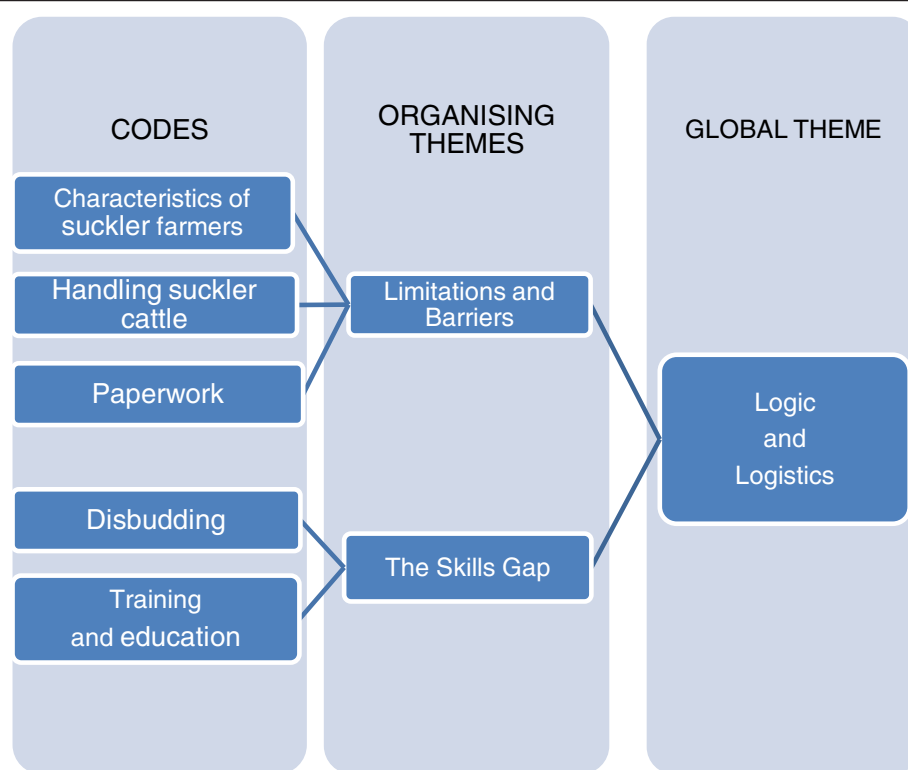 CODES
Characteristics of
suckler farmers
Handling suckler
cattle
Paperwork
Disbudding
Training
and education
ORGANISING
THEMES
Limitations and
Barriers
The Skills Gap
GLOBAL THEME
Logic
and
Logistics